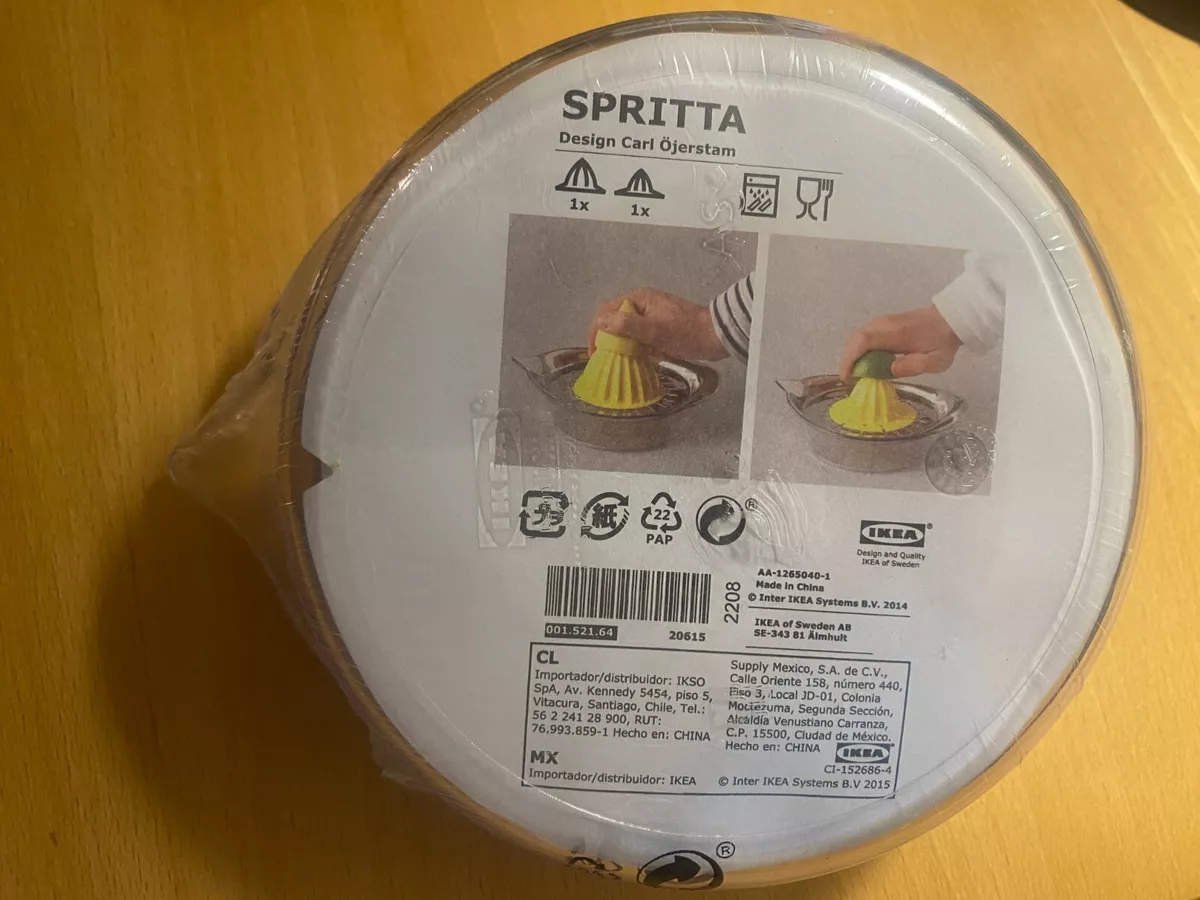 SPRITTA
Design Carl Öjerstam
1x
1x
プラ
紙
22
PAP
®
IKEA®
Design and Quality
IKEA of Sweden
AA-1265040-1
Made in China
© Inter IKEA Systems B.V. 2014
IKEA of Sweden AB
SE-343 81 Älmhult
2208
001.521.64
20615
CL
Importador/distribuidor: IKSO
SpA, Av. Kennedy 5454, piso 5,
Vitacura, Santiago, Chile, Tel.:
56 2 241 28 900, RUT:
76.993.859-1 Hecho en: CHINA
MX
Importador/distribuidor: IKEA
Supply Mexico, S.A. de C.V.,
Calle Oriente 158, número 440,
Piso 3, Local JD-01, Colonia
Moctezuma, Segunda Sección,
Alcaldía Venustiano Carranza,
C.P. 15500, Ciudad de México.
Hecho en: CHINA
IKEA
CI-152686-4
© Inter IKEA Systems B.V 2015
®